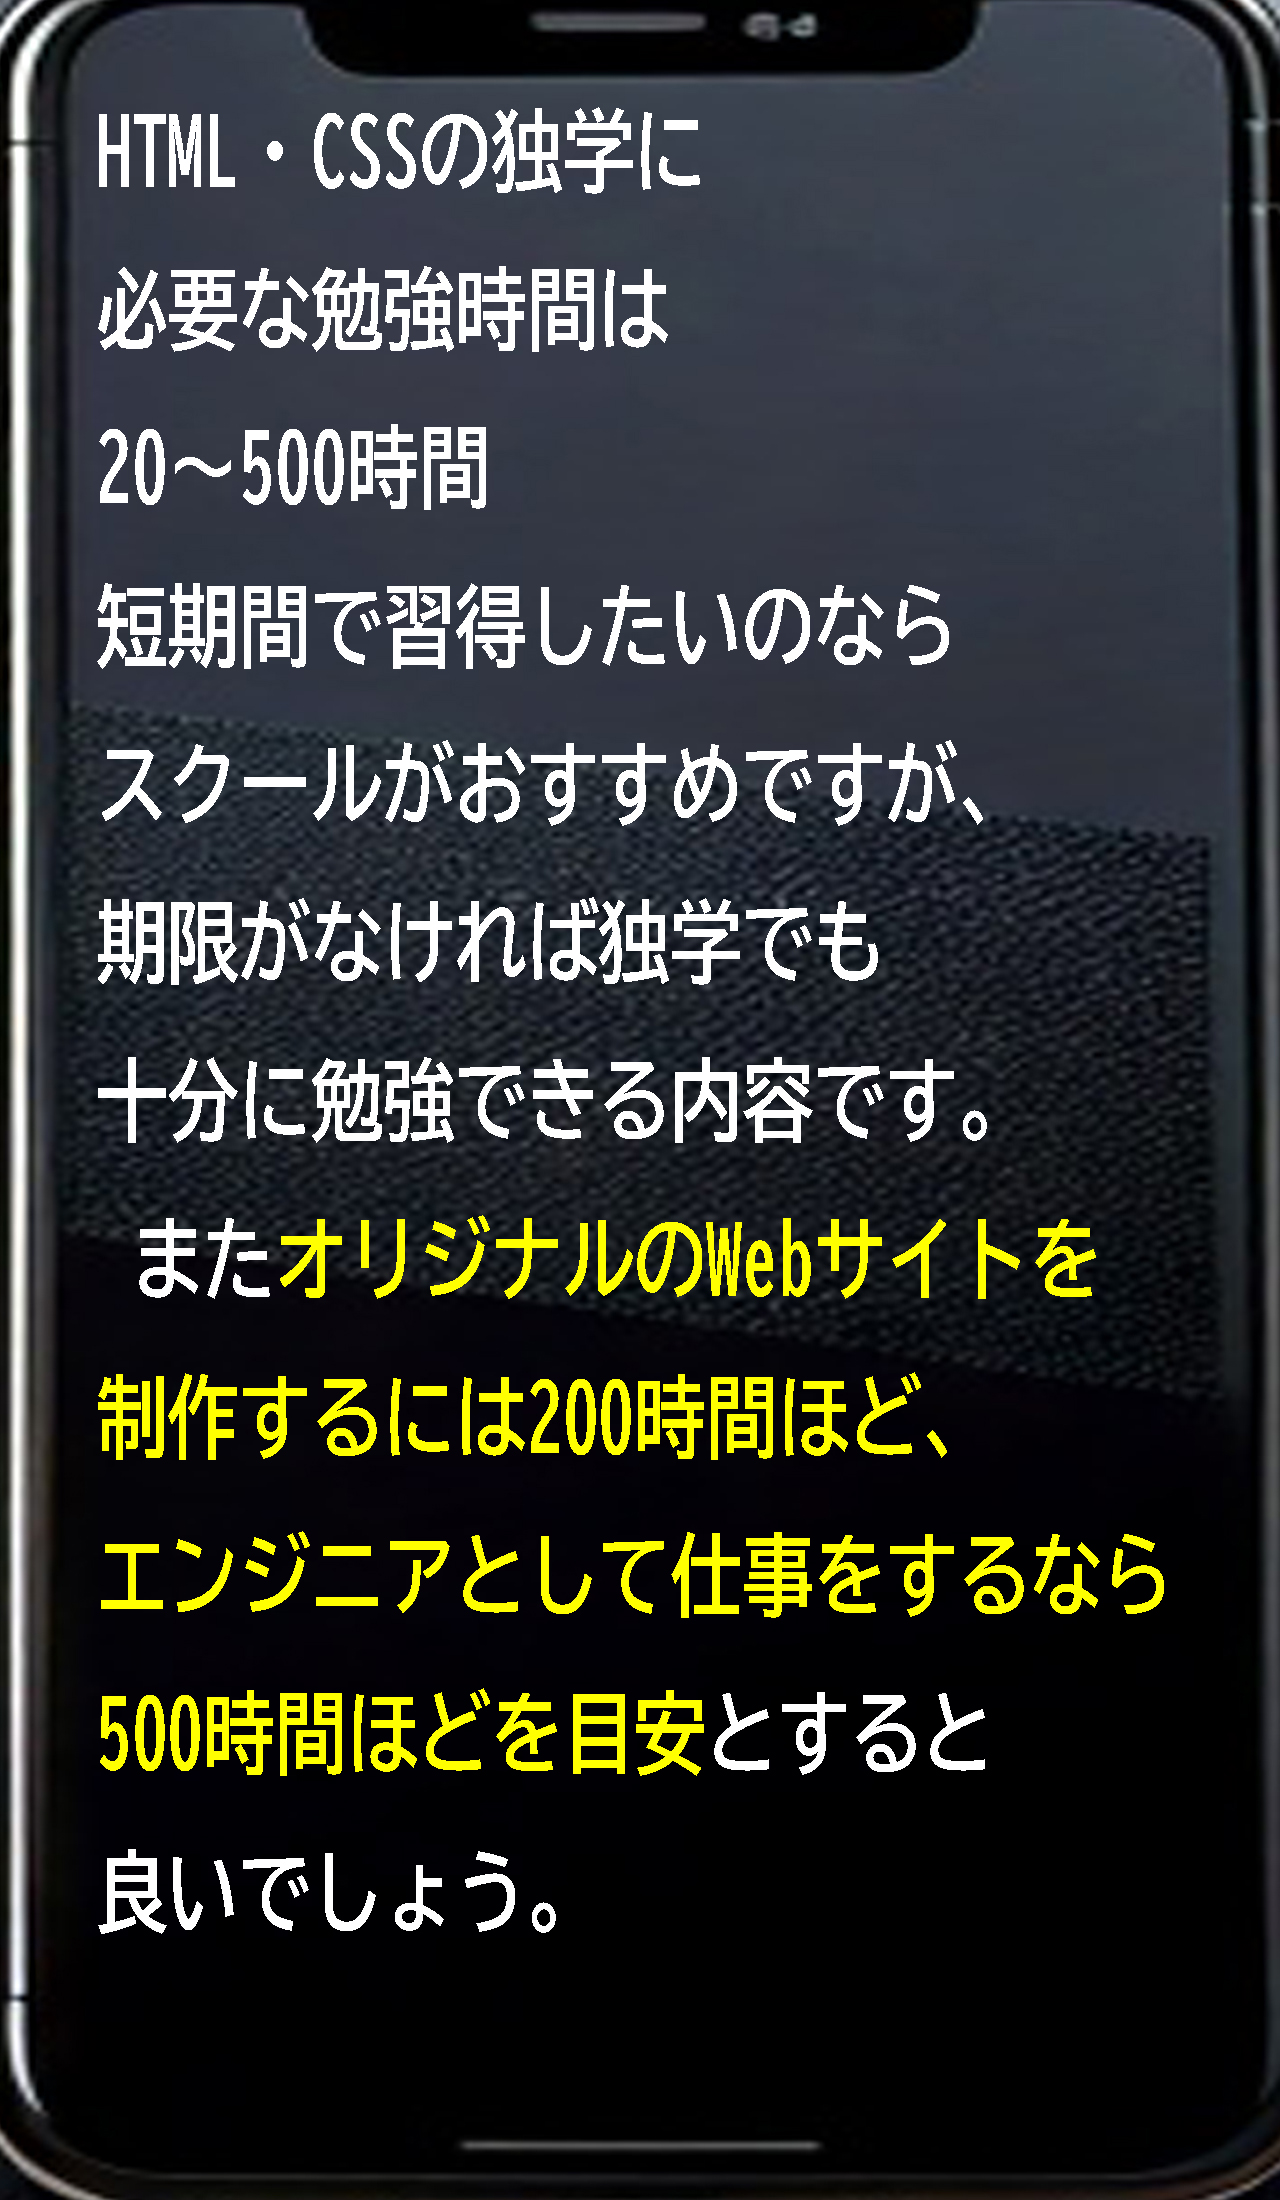 HTML・CSSの独学に
必要な勉強時間は
20～500時間
短期間で習得したいのなら
スクールがおすすめですが、
期限がなければ独学でも
十分に勉強できる内容です。
またオリジナルのWebサイトを
制作するには200時間ほど、
エンジニアとして仕事をするなら
500時間ほどを目安とすると
良いでしょう。